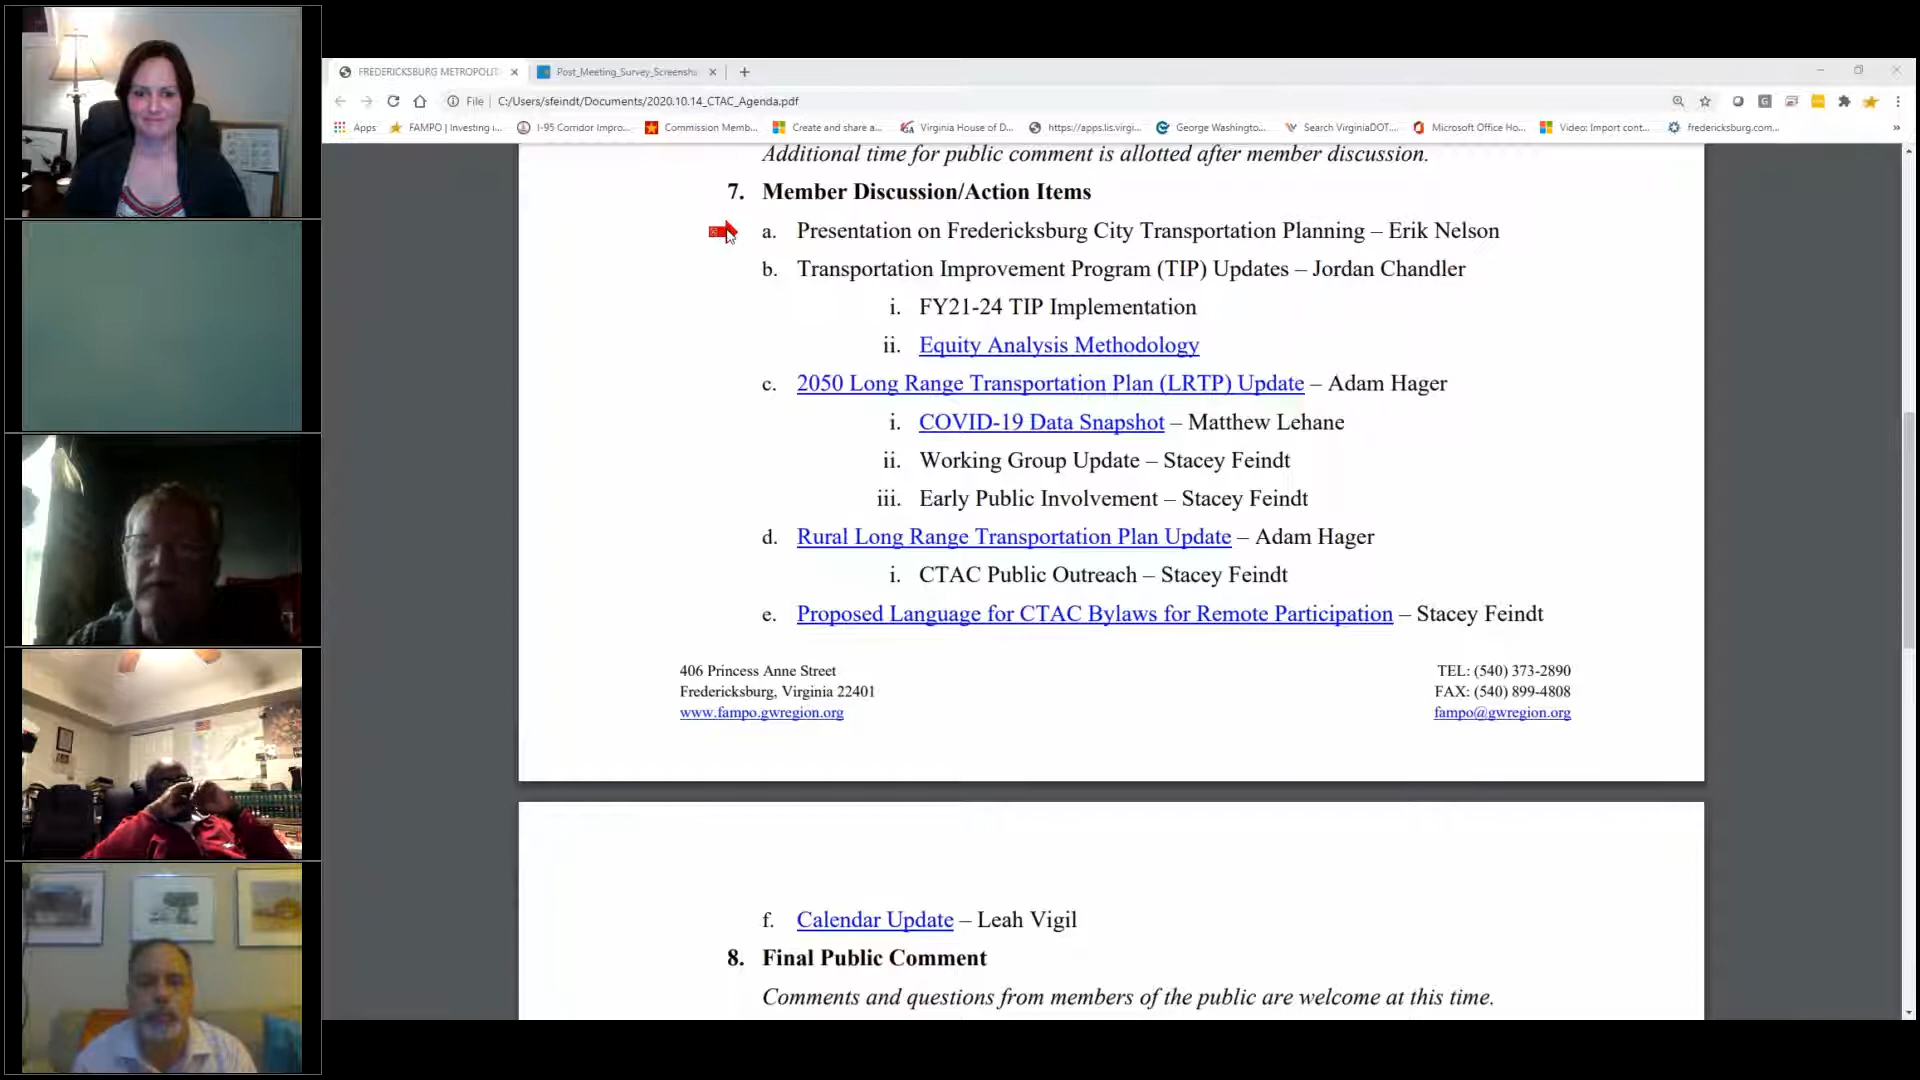 FREDERICKSBURG METROPOLIT
Post_Meeting_Survey_Screensh
File
C:/Users/sfeindt/Documents/2020.10.14_CTAC_Agenda.pdf
Apps
FAMPO | Investing i...
I-95 Corridor Impro...
Commission Memb...
Create and share a...
Virginia House of D...
https://apps.lis.virgi...
George Washingto...
Search VirginiaDOT....
Microsoft Office Ho...
Video: Import cont...
fredericksburg.com...
Additional time for public comment is allotted after member discussion.
7. Member Discussion/Action Items
a. Presentation on Fredericksburg City Transportation Planning – Erik Nelson
b. Transportation Improvement Program (TIP) Updates – Jordan Chandler
i. FY21-24 TIP Implementation
ii. Equity Analysis Methodology
c. 2050 Long Range Transportation Plan (LRTP) Update – Adam Hager
i. COVID-19 Data Snapshot – Matthew Lehane
ii. Working Group Update – Stacey Feindt
iii. Early Public Involvement – Stacey Feindt
d. Rural Long Range Transportation Plan Update – Adam Hager
i. CTAC Public Outreach – Stacey Feindt
e. Proposed Language for CTAC Bylaws for Remote Participation – Stacey Feindt
406 Princess Anne Street
Fredericksburg, Virginia 22401
www.fampo.gwregion.org
TEL: (540) 373-2890
FAX: (540) 899-4808
fampo@gwregion.org
f. Calendar Update – Leah Vigil
8. Final Public Comment
Comments and questions from members of the public are welcome at this time.